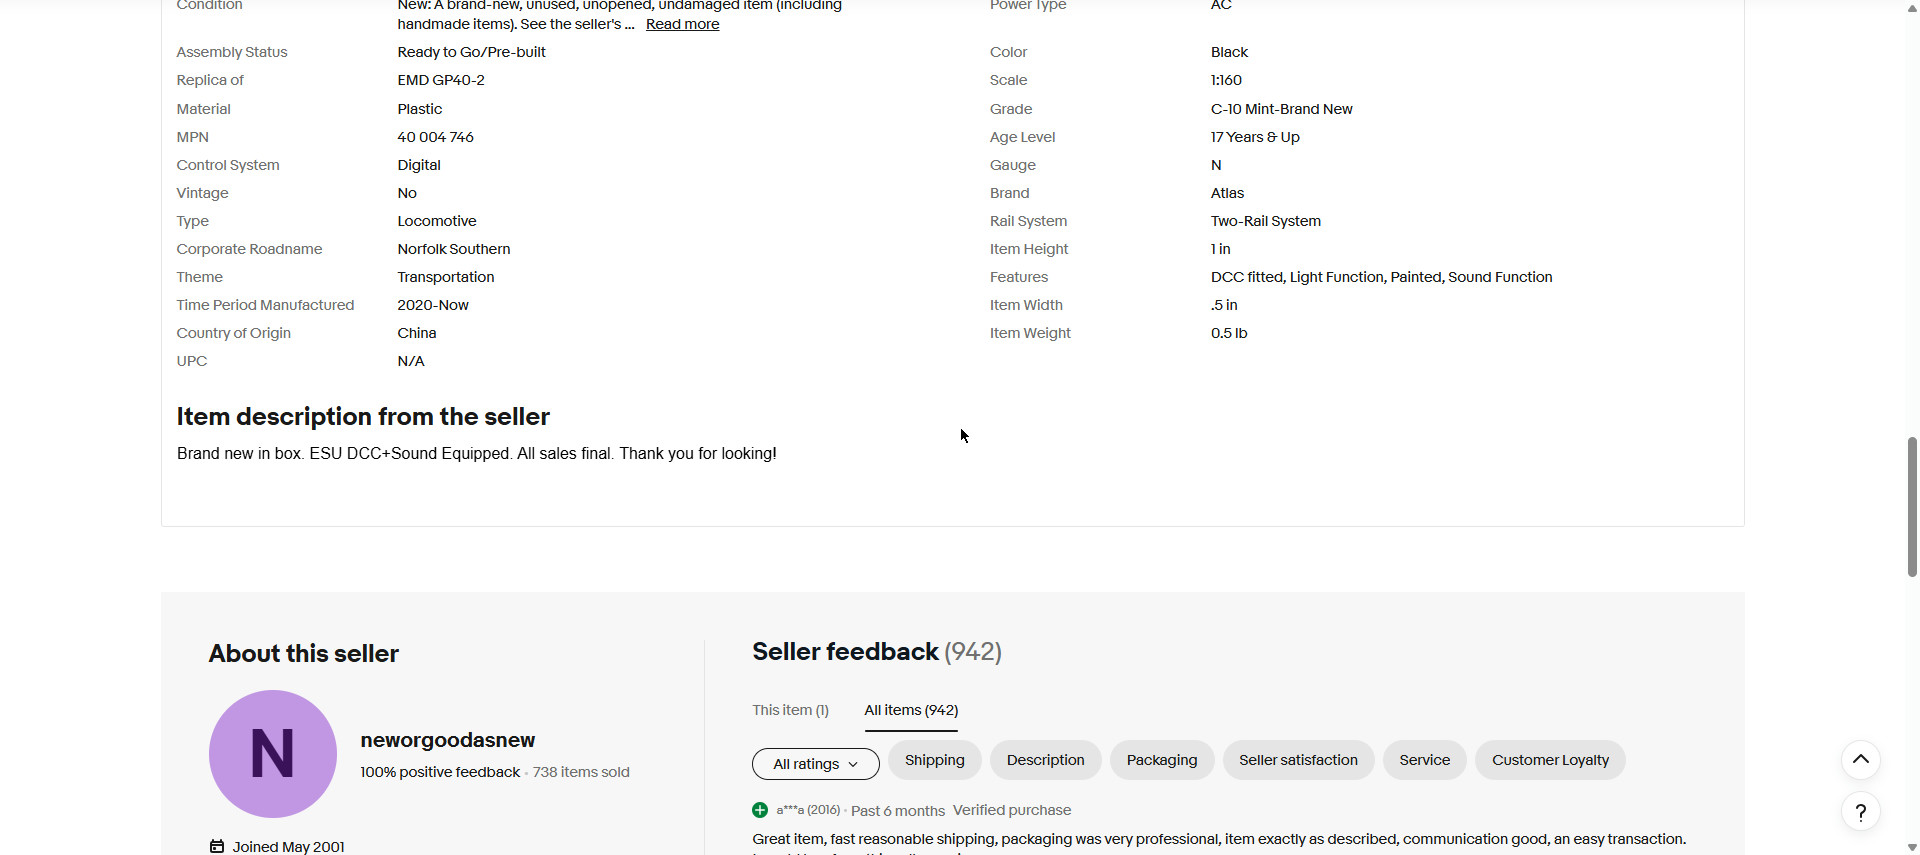 Condition New: A brand-new, unused, unopened, undamaged item (including Power Type AC
handmade items). See the seller's ... Read more
Assembly Status Ready to Go/Pre-built Color Black
Replica of EMD GP40-2 Scale 1:160
Material Plastic Grade C-10 Mint-Brand New
MPN 40 004 746 Age Level 17 Years & Up
Control System Digital Gauge N
Vintage No Brand Atlas
Type Locomotive Rail System Two-Rail System
Corporate Roadname Norfolk Southern Item Height 1 in
Theme Transportation Features DCC fitted, Light Function, Painted, Sound Function
Time Period Manufactured 2020-Now Item Width .5 in
Country of Origin China Item Weight 0.5 lb
UPC N/A
Item description from the seller
Brand new in box. ESU DCC+Sound Equipped. All sales final. Thank you for looking!
About this seller
N
neworgoodasnew
100% positive feedback • 738 items sold
Joined May 2001
Seller feedback (942)
This item (1) All items (942)
All ratings Shipping Description Packaging Seller satisfaction Service Customer Loyalty
a***a (2016) • Past 6 months Verified purchase
Great item, fast reasonable shipping, packaging was very professional, item exactly as described, communication good, an easy transaction.
?